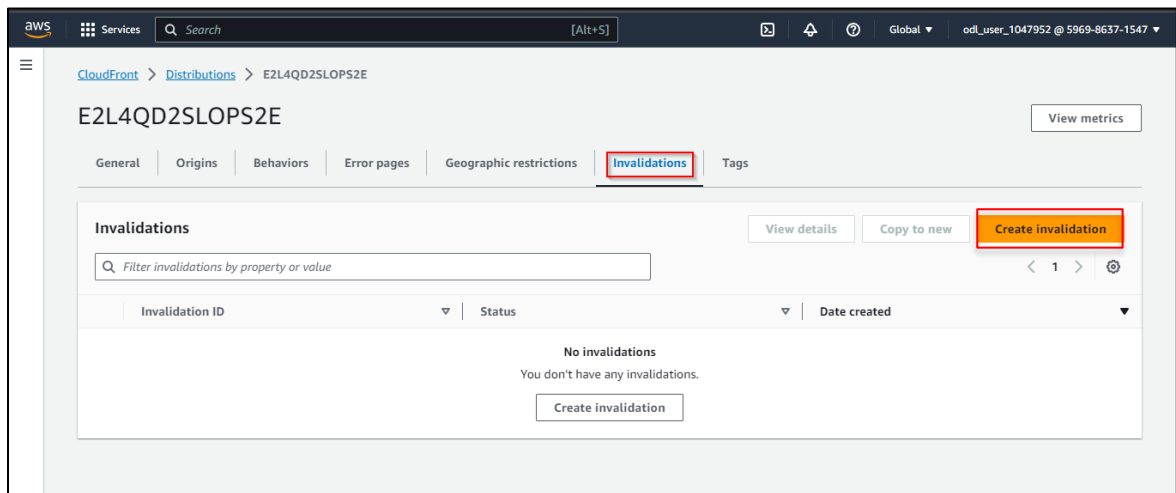 aws Services Search [Alt+S] Global odl_user_1047952 @ 5969-8637-1547
CloudFront > Distributions > E2L4QD2SLOPS2E
E2L4QD2SLOPS2E
View metrics
General Origins Behaviors Error pages Geographic restrictions Invalidations Tags
Invalidations View details Copy to new Create invalidation
Filter invalidations by property or value < 1 >
Invalidation ID Status Date created
No invalidations
You don't have any invalidations.
Create invalidation